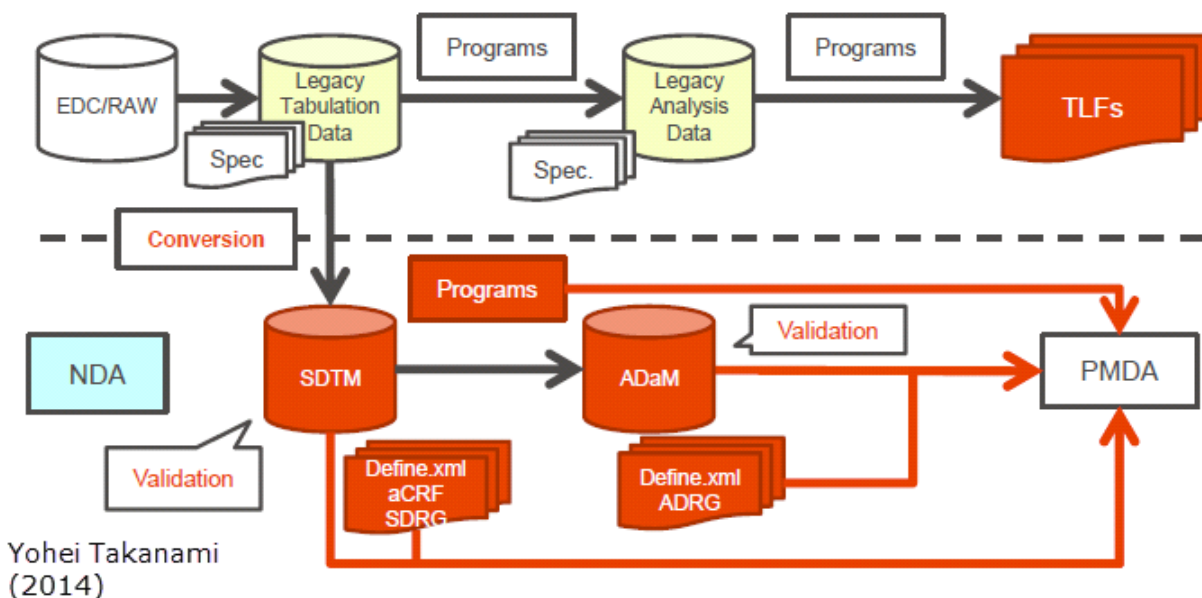 EDC/RAW
Legacy
Tabulation
Data
Spec
Programs
Legacy
Analysis
Data
Spec.
Programs
TLFs
Conversion
NDA
SDTM
Validation
Define.xml
aCRF
SDRG
Programs
ADaM
Validation
Define.xml
ADRG
PMDA
Yohei Takanami
(2014)